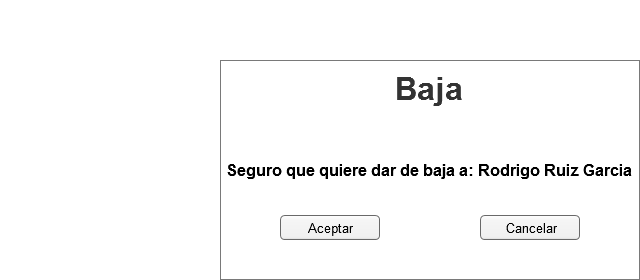 Baja
Seguro que quiere dar de baja a: Rodrigo Ruiz Garcia
Aceptar
Cancelar